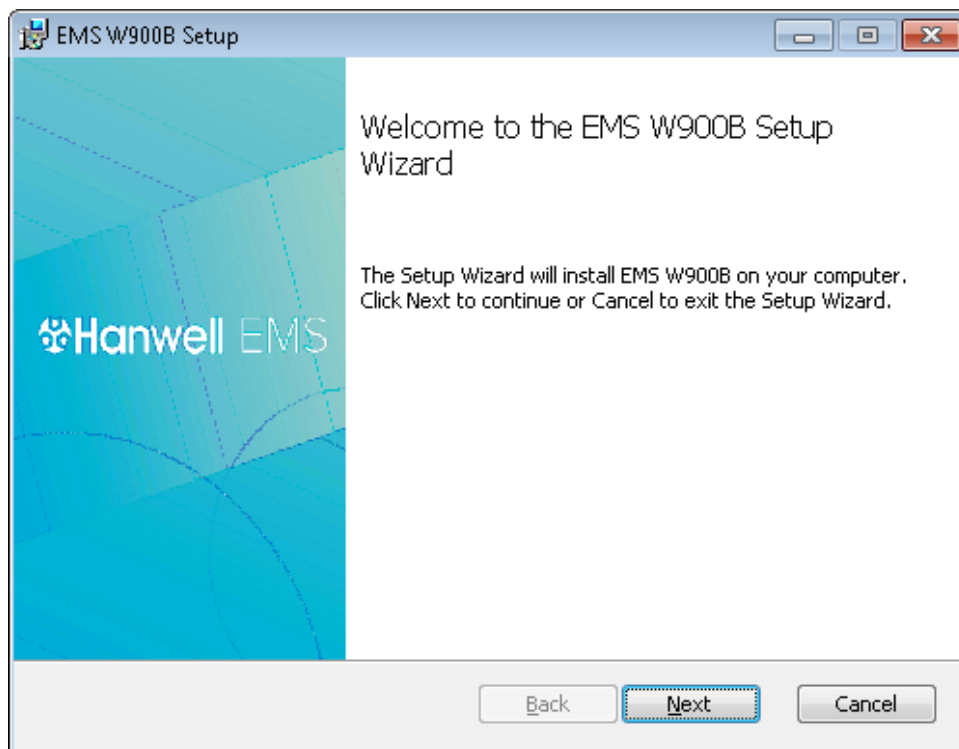 EMS W900B Setup
Welcome to the EMS W900B Setup
Wizard
The Setup Wizard will install EMS W900B on your computer.
Click Next to continue or Cancel to exit the Setup Wizard.
Hanwell EMS
Back Next Cancel